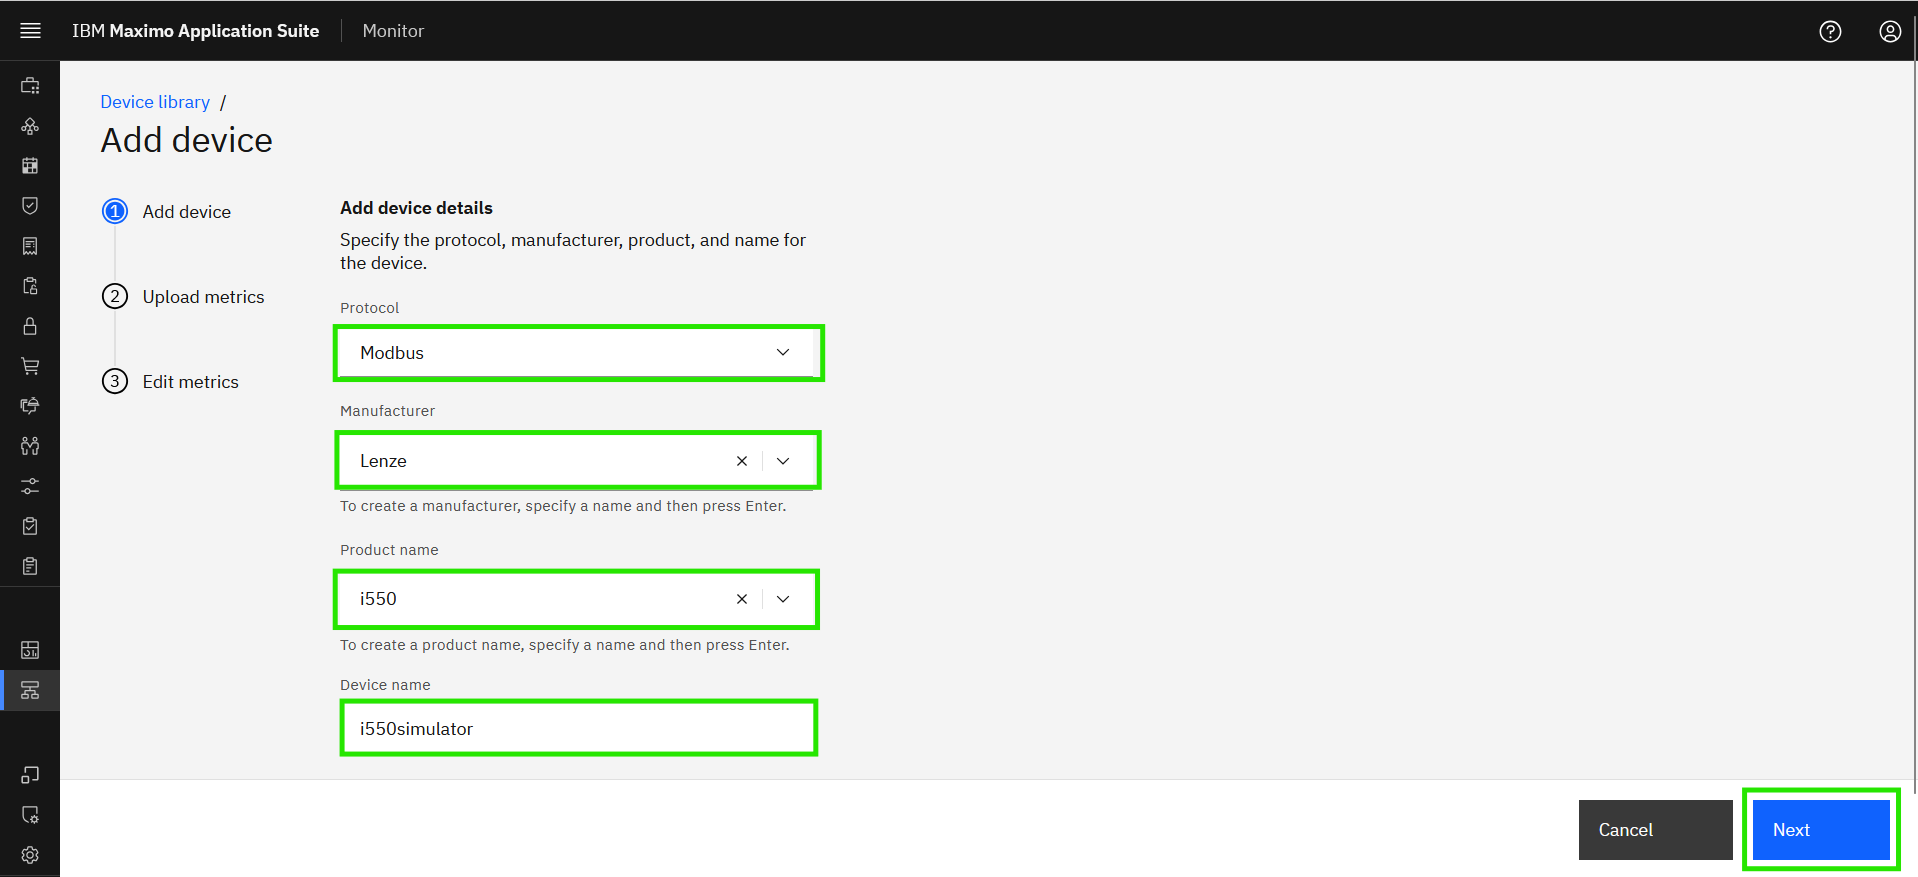 IBM Maximo Application Suite
Monitor
Device library /
Add device
1 Add device
2 Upload metrics
3 Edit metrics
Add device details
Specify the protocol, manufacturer, product, and name for
the device.
Protocol
Modbus
Manufacturer
Lenze
To create a manufacturer, specify a name and then press Enter.
Product name
i550
To create a product name, specify a name and then press Enter.
Device name
i550simulator
Cancel
Next